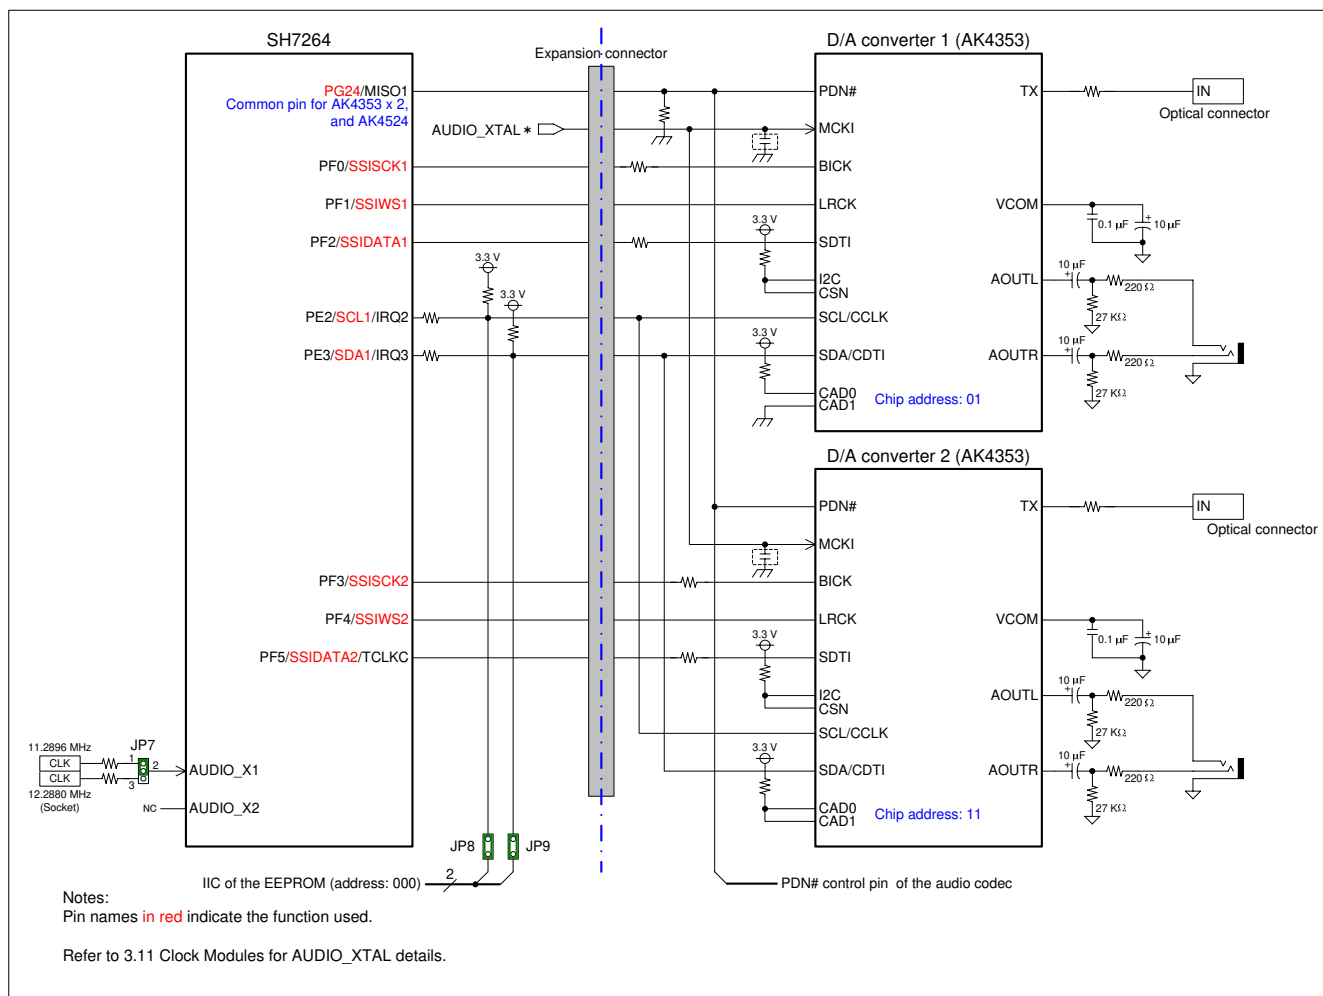 SH7264
Expansion connector
D/A converter 1 (AK4353)
PG24/MISO1
Common pin for AK4353 x 2,
and AK4524
AUDIO_XTAL *
PF0/SSISCK1
PF1/SSIWS1
PF2/SSIDATA1
3.3 V
3.3 V
PE2/SCL1/IRQ2
PE3/SDA1/IRQ3
PDN#
MCKI
BICK
LRCK
3.3 V
SDTI
I2C
CSN
SCL/CCLK
3.3 V
SDA/CDTI
CAD0
CAD1
Chip address: 01
TX
IN
Optical connector
VCOM
0.1 µF
+
10 µF
AOUTL
10 µF
+
220 Ω
27 KΩ
AOUTR
10 µF
+
220 Ω
27 KΩ
D/A converter 2 (AK4353)
PF3/SSISCK2
PF4/SSIWS2
PF5/SSIDATA2/TCLKC
PDN#
MCKI
BICK
LRCK
3.3 V
SDTI
I2C
CSN
SCL/CCLK
3.3 V
SDA/CDTI
CAD0
CAD1
Chip address: 11
TX
IN
Optical connector
VCOM
0.1 µF
+
10 µF
AOUTL
10 µF
+
220 Ω
27 KΩ
AOUTR
10 µF
+
220 Ω
27 KΩ
11.2896 MHz
CLK
CLK
12.2880 MHz
(Socket)
JP7
1
2
3
AUDIO_X1
NC
AUDIO_X2
JP8
JP9
IIC of the EEPROM (address: 000)
2
PDN# control pin of the audio codec
Notes:
Pin names in red indicate the function used.
Refer to 3.11 Clock Modules for AUDIO_XTAL details.